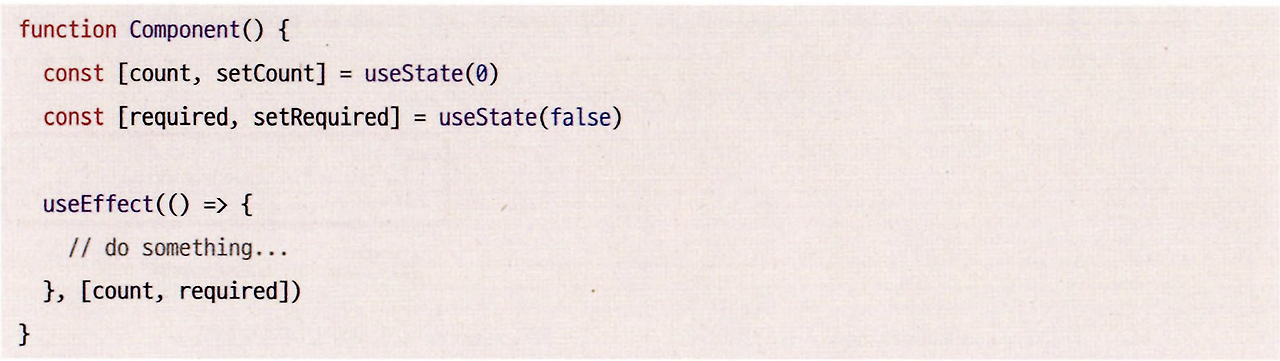 function Component() {
  const [count, setCount] = useState(0)
  const [required, setRequired] = useState(false)

  useEffect(() => {
    // do something...
  }, [count, required])
}